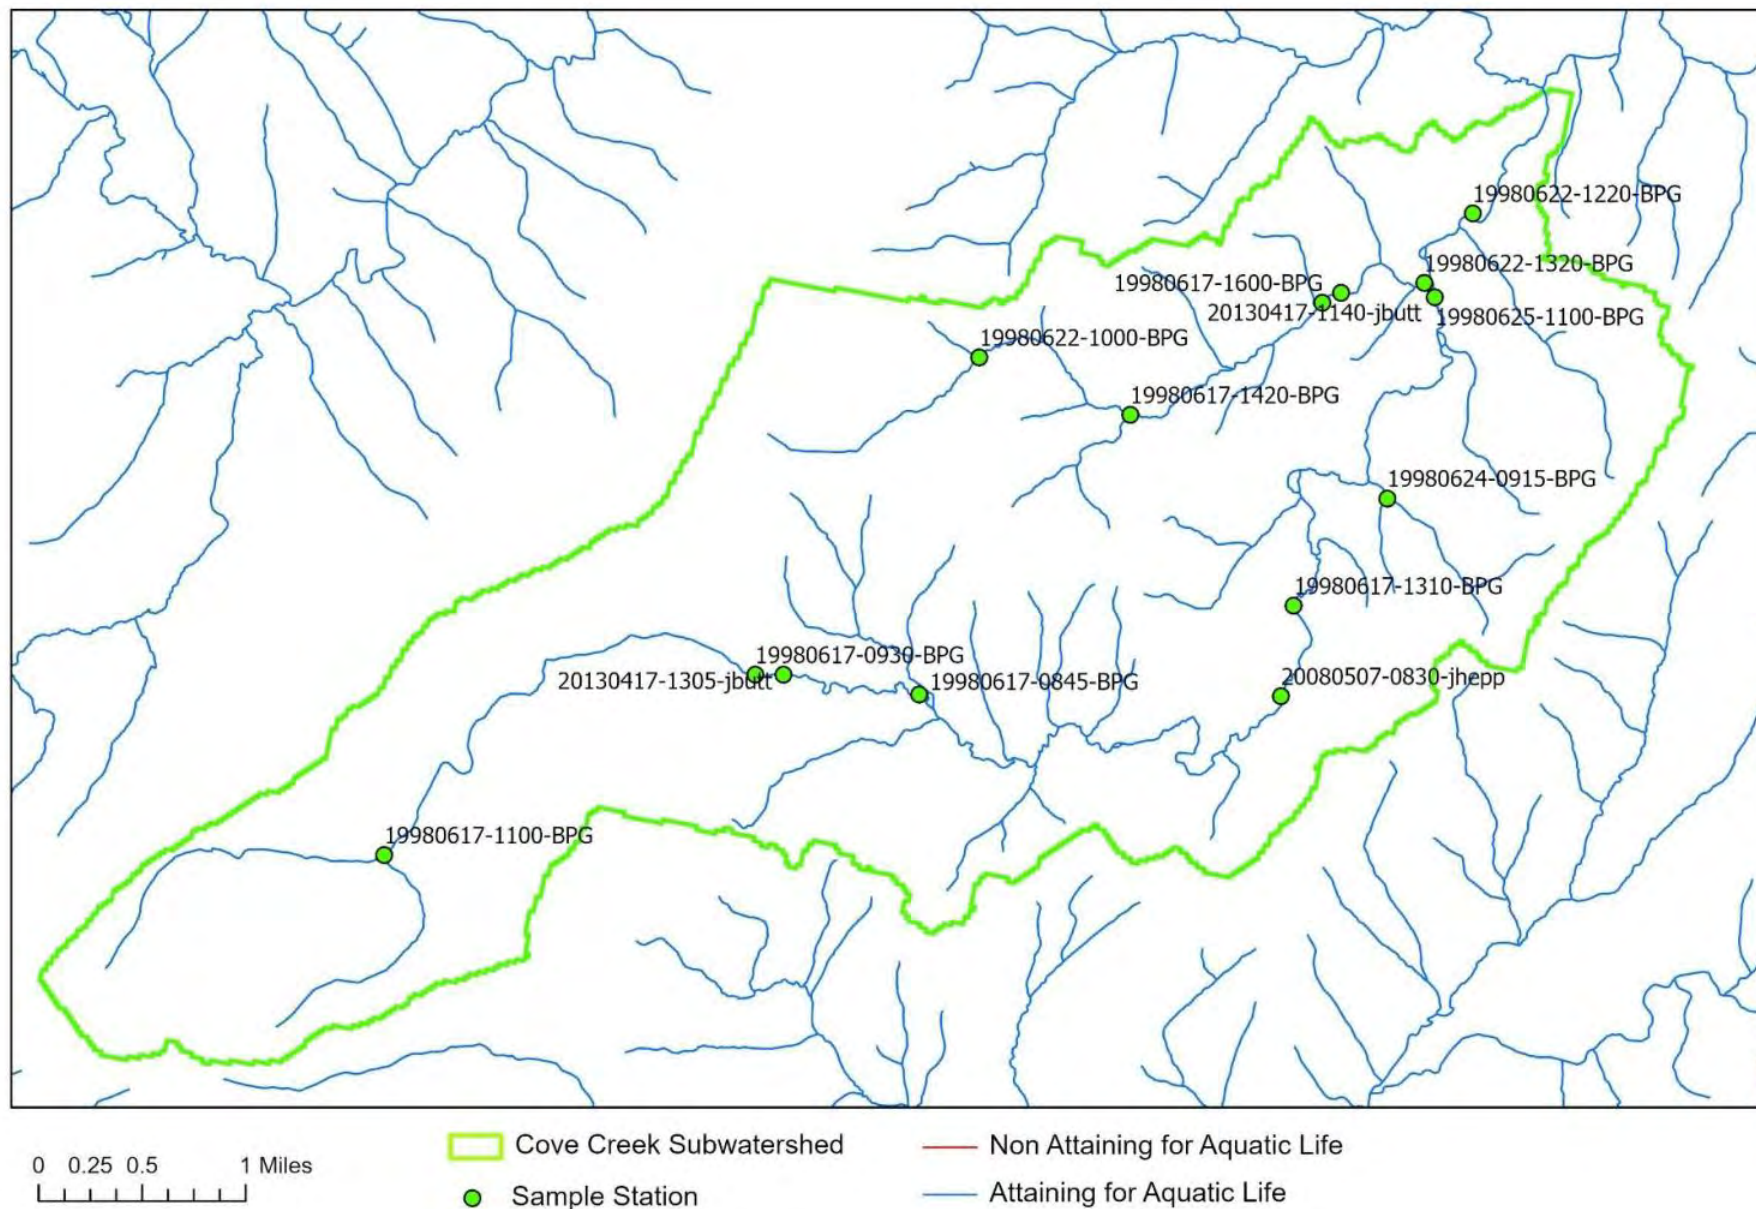 19980622-1220-BPG
19980622-1320-BPG
19980617-1600-BPG
20130417-1140-jbutt
19980625-1100-BPG
19980622-1000-BPG
19980617-1420-BPG
19980624-0915-BPG
19980617-1310-BPG
19980617-0930-BPG
20130417-1305-jbutt
19980617-0845-BPG
20080507-0830-jhepp
19980617-1100-BPG
0 0.25 0.5 1 Miles
Cove Creek Subwatershed
Sample Station
Non Attaining for Aquatic Life
Attaining for Aquatic Life